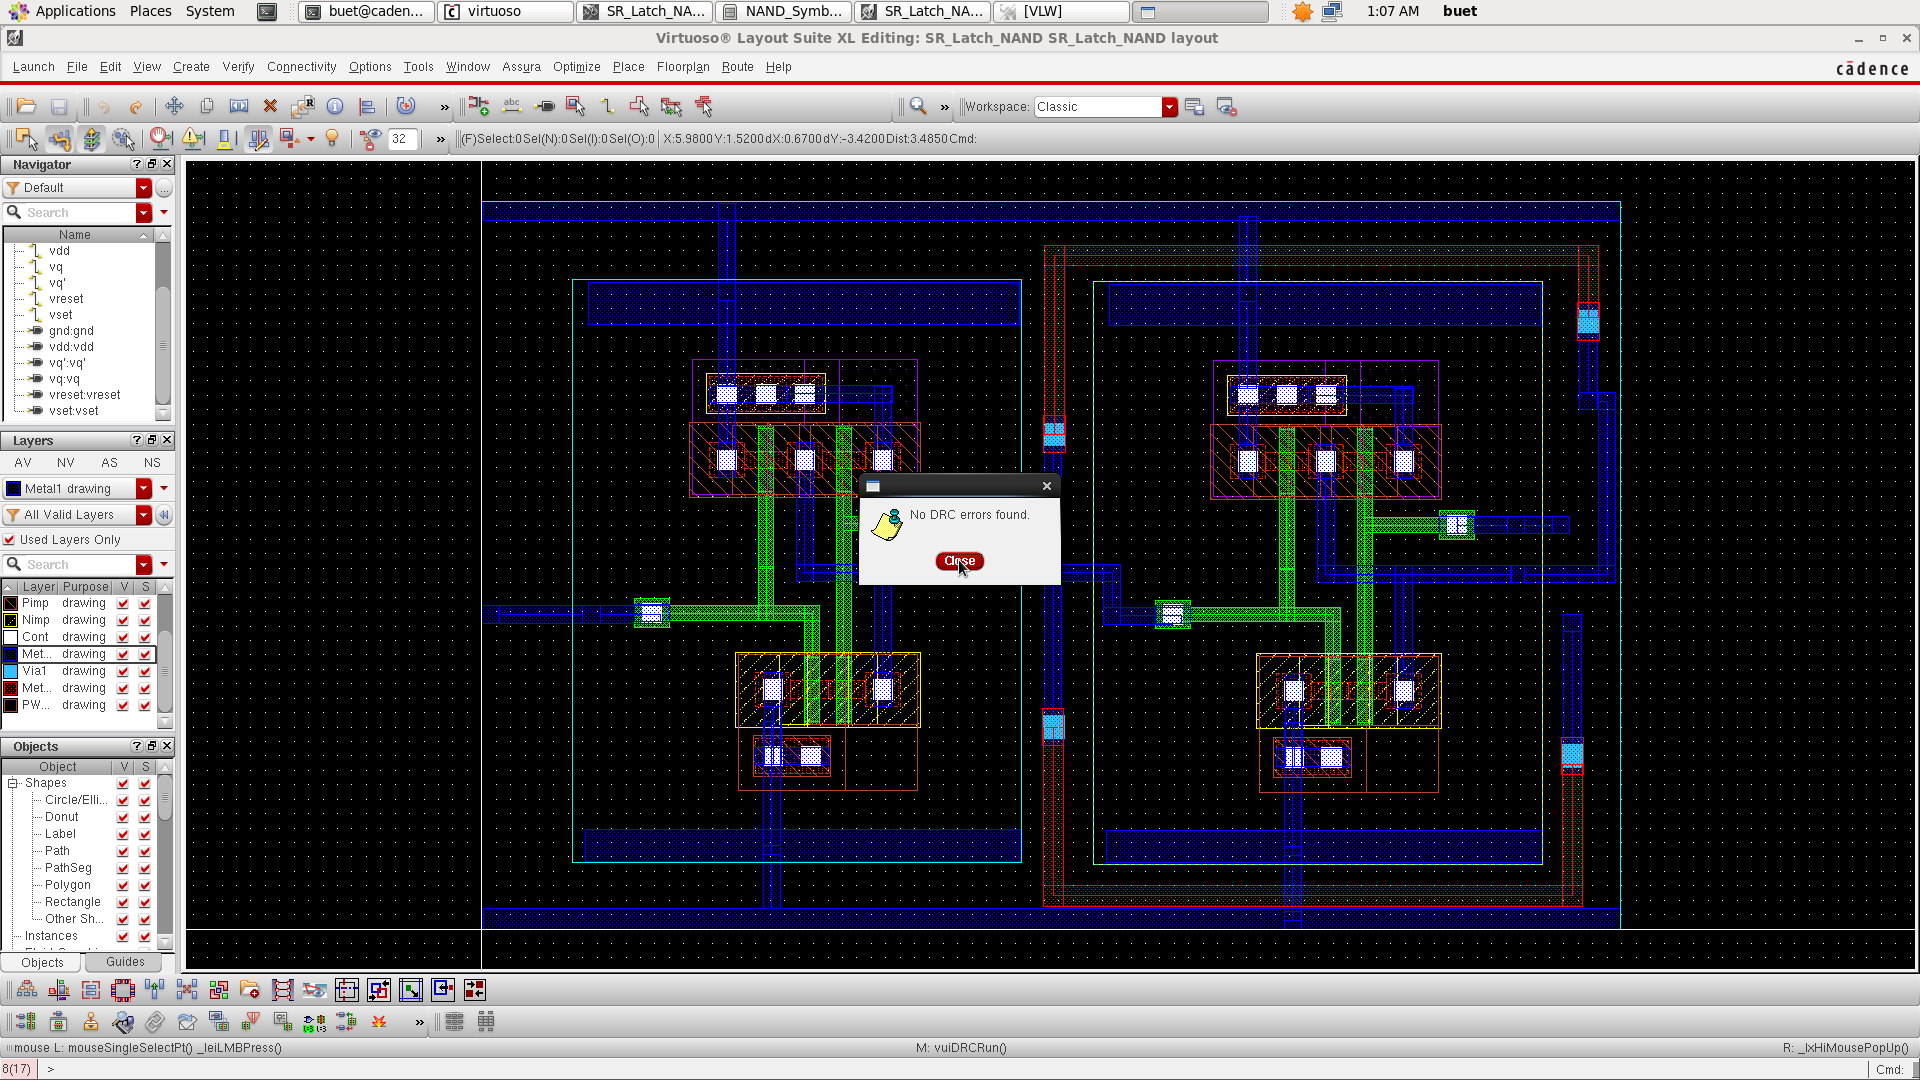 Applications Places System buet@caden... virtuoso SR_Latch_NA... NAND_Symb... SR_Latch_NA... [VLW] 1:07 AM buet
Virtuoso® Layout Suite XL Editing: SR_Latch_NAND SR_Latch_NAND layout
Launch File Edit View Create Verify Connectivity Options Tools Window Assura Optimize Place Floorplan Route Help cādence
abc R » » Workspace: Classic
32 » (F)Select:0 Sel(N):0 Sel(I):0 Sel(O):0 X:5.9800 Y:1.5200 dX:0.6700 dY:-3.4200 Dist:3.4850 Cmd:
Navigator
Default
Search
Name
vdd
vq
vq'
vreset
vset
gnd:gnd
vdd:vdd
vq':vq'
vq:vq
vreset:vreset
vset:vset
Layers
AV NV AS NS
Metal1 drawing
All Valid Layers
Used Layers Only
Search
Layer Purpose V S
Pimp drawing
Nimp drawing
Cont drawing
Met... drawing
Via1 drawing
Met... drawing
PW... drawing
Objects
Object V S
Shapes
Circle/Elli...
Donut
Label
Path
PathSeg
Polygon
Rectangle
Other Sh...
Instances
Objects Guides
No DRC errors found.
Close
»
mouse L: mouseSingleSelectPt() _leiLMBPress() M: vuiDRCRun() R: _lxHiMousePopUp()
8(17) > Cmd: